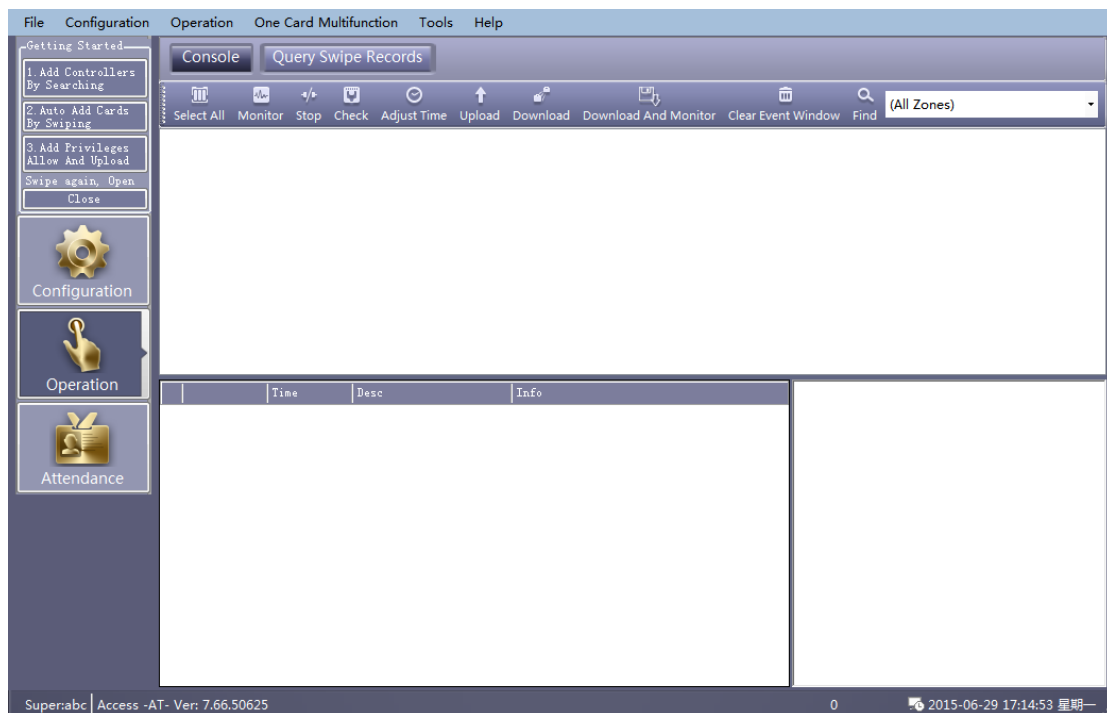 File Configuration Operation One Card Multifunction Tools Help
Getting Started
1. Add Controllers
By Searching
2. Auto Add Cards
By Swiping
3. Add Privileges
Allow And Upload
Swipe again, Open
Close
Configuration
Operation
Attendance
Console Query Swipe Records
Select All Monitor Stop Check Adjust Time Upload Download Download And Monitor Clear Event Window Find (All Zones)
Time Desc Info
Super:abc Access -AT- Ver: 7.66.50625 0 2015-06-29 17:14:53 星期一